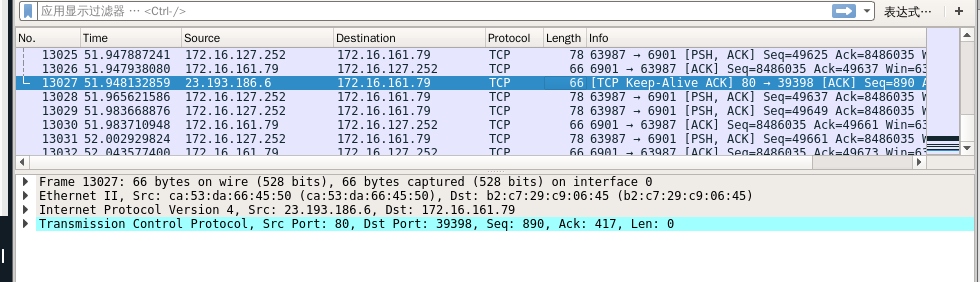 应用显示过滤器 … <Ctrl-/> 表达式… +
No. Time Source Destination Protocol Length Info
13025 51.947887241 172.16.127.252 172.16.161.79 TCP 78 63987 → 6901 [PSH, ACK] Seq=49625 Ack=8486035 W
13026 51.947938080 172.16.161.79 172.16.127.252 TCP 66 6901 → 63987 [ACK] Seq=8486035 Ack=49637 Win=63
13027 51.948132859 23.193.186.6 172.16.161.79 TCP 66 [TCP Keep-Alive ACK] 80 → 39398 [ACK] Seq=890 A
13028 51.965621586 172.16.127.252 172.16.161.79 TCP 78 63987 → 6901 [PSH, ACK] Seq=49637 Ack=8486035 W
13029 51.983668876 172.16.127.252 172.16.161.79 TCP 78 63987 → 6901 [PSH, ACK] Seq=49649 Ack=8486035 W
13030 51.983710948 172.16.161.79 172.16.127.252 TCP 66 6901 → 63987 [ACK] Seq=8486035 Ack=49661 Win=63
13031 52.002929824 172.16.127.252 172.16.161.79 TCP 78 63987 → 6901 [PSH, ACK] Seq=49661 Ack=8486035 W
13032 52.043577400 172.16.161.79 172.16.127.252 TCP 66 6901 → 63987 [ACK] Seq=8486035 Ack=49673 Win=63
Frame 13027: 66 bytes on wire (528 bits), 66 bytes captured (528 bits) on interface 0
Ethernet II, Src: ca:53:da:66:45:50 (ca:53:da:66:45:50), Dst: b2:c7:29:c9:06:45 (b2:c7:29:c9:06:45)
Internet Protocol Version 4, Src: 23.193.186.6, Dst: 172.16.161.79
Transmission Control Protocol, Src Port: 80, Dst Port: 39398, Seq: 890, Ack: 417, Len: 0